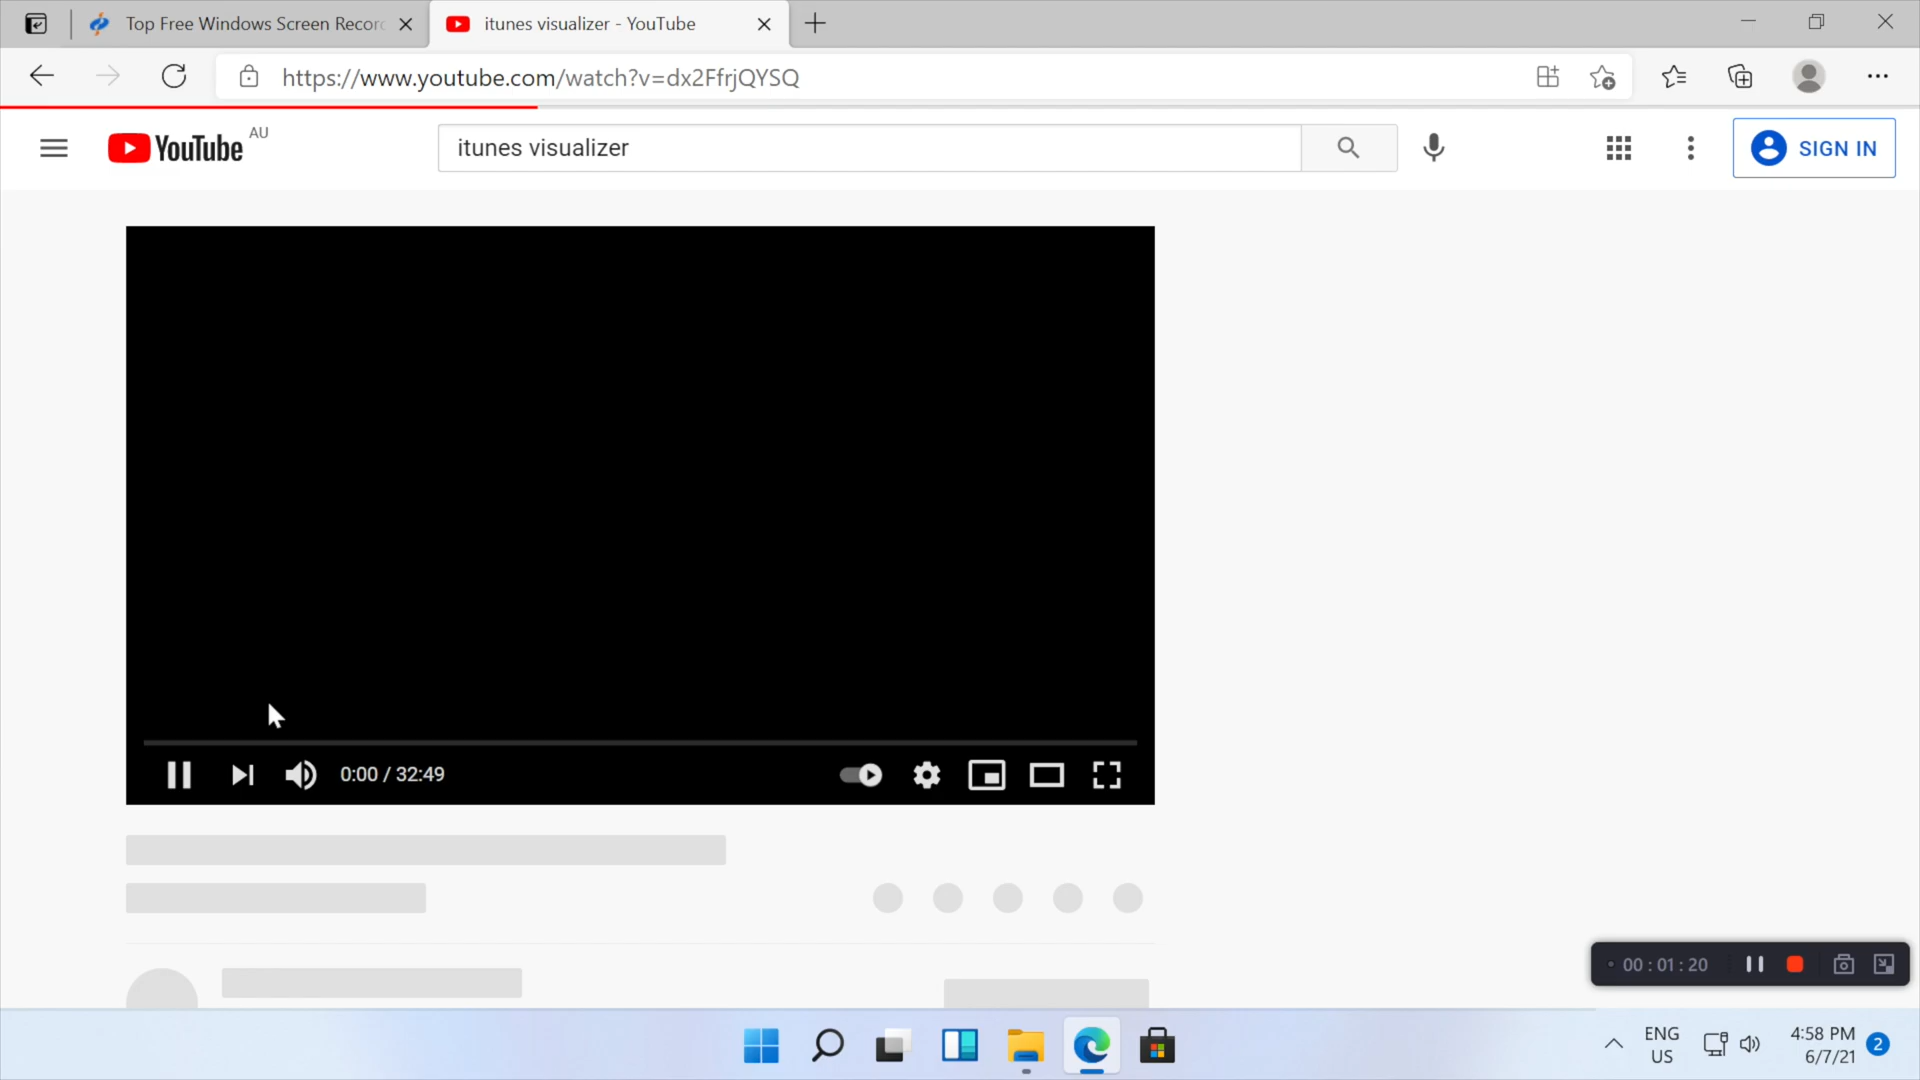 Top Free Windows Screen Recor
itunes visualizer - YouTube
https://www.youtube.com/watch?v=dx2FfrjQYSQ
YouTube AU
itunes visualizer
SIGN IN
0:00 / 32:49
00:01:20
ENG
US
4:58 PM
6/7/21
2